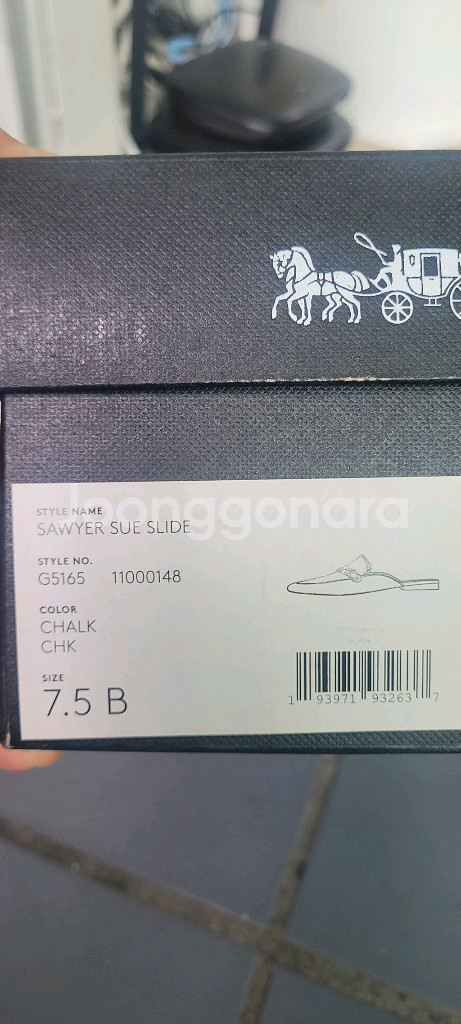 joonggonara
STYLE NAME
SAWYER SUE SLIDE
STYLE NO.
G5165 11000148
COLOR
CHALK
CHK
SIZE
7.5 B
1 93971 93263 7